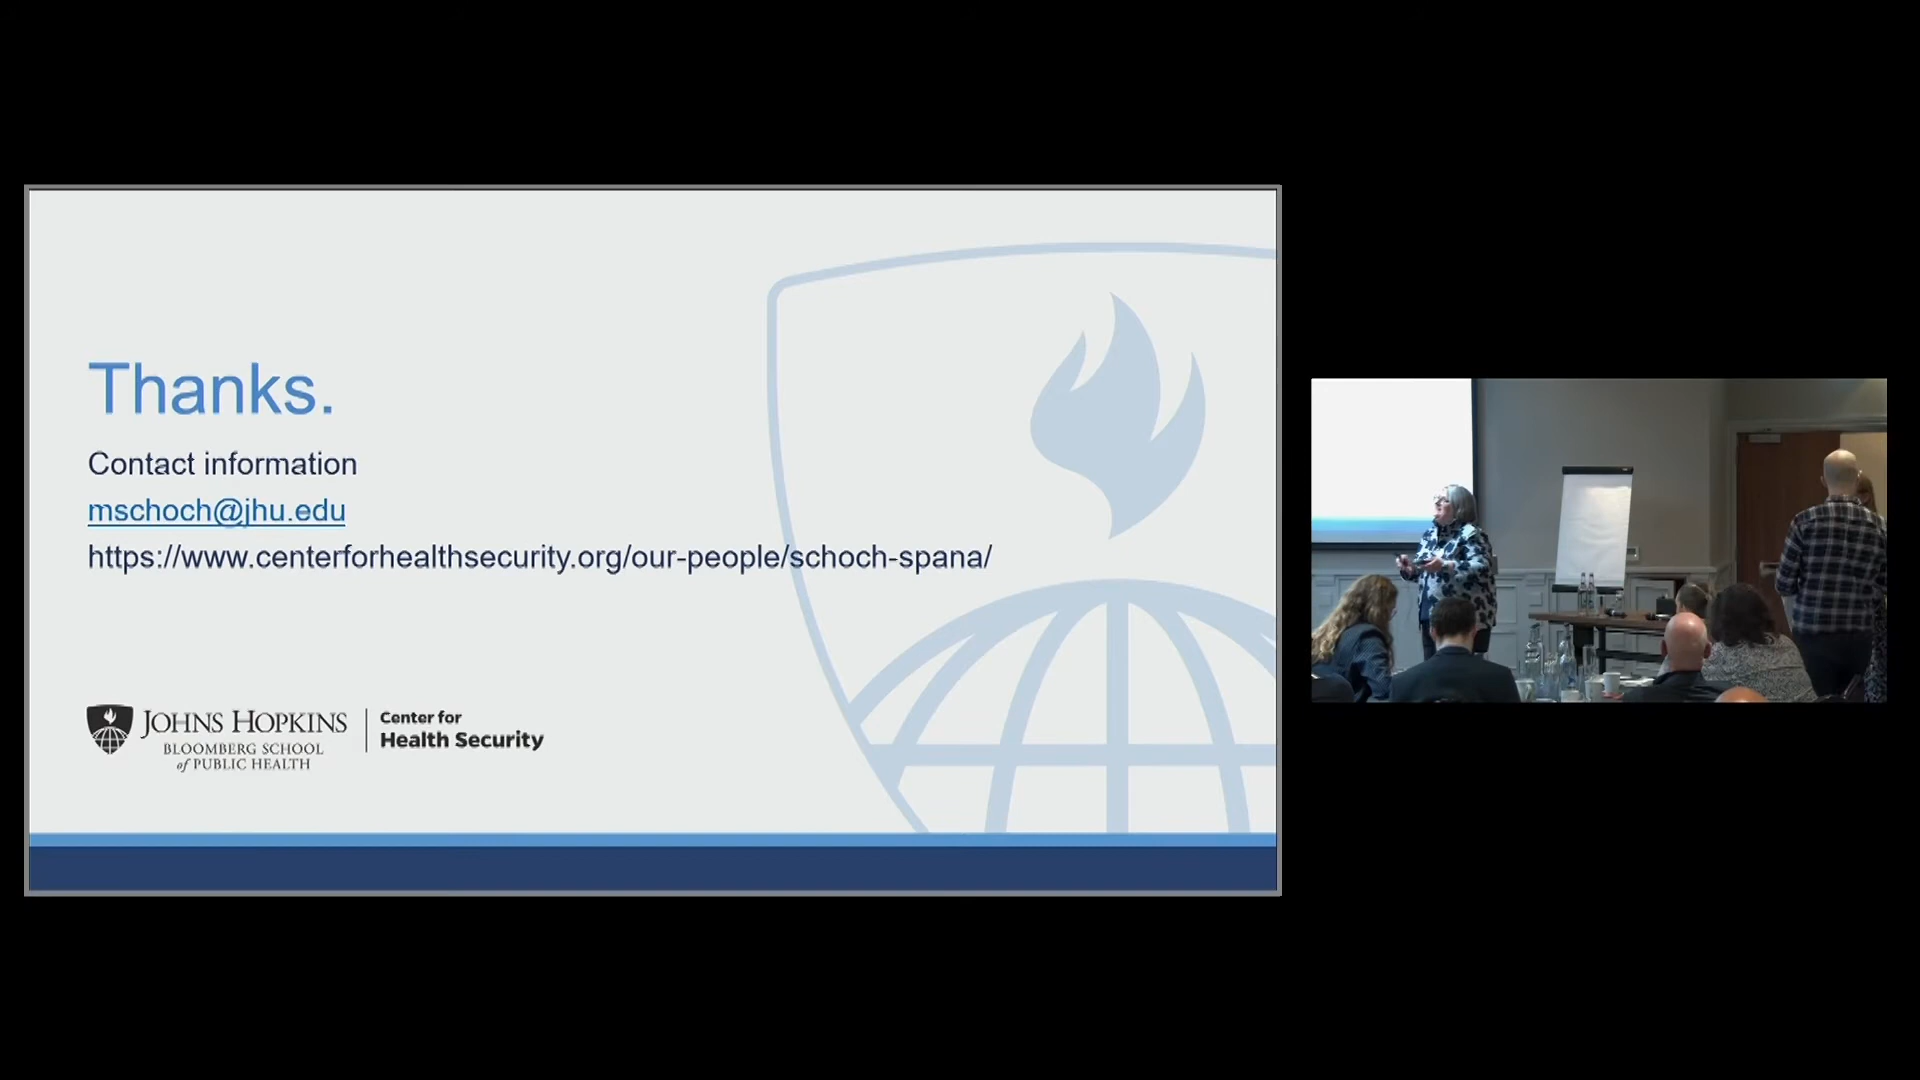 Thanks.
Contact information
mschoch@jhu.edu
https://www.centerforhealthsecurity.org/our-people/schoch-spana/
JOHNS HOPKINS
BLOOMBERG SCHOOL
of PUBLIC HEALTH
Center for
Health Security